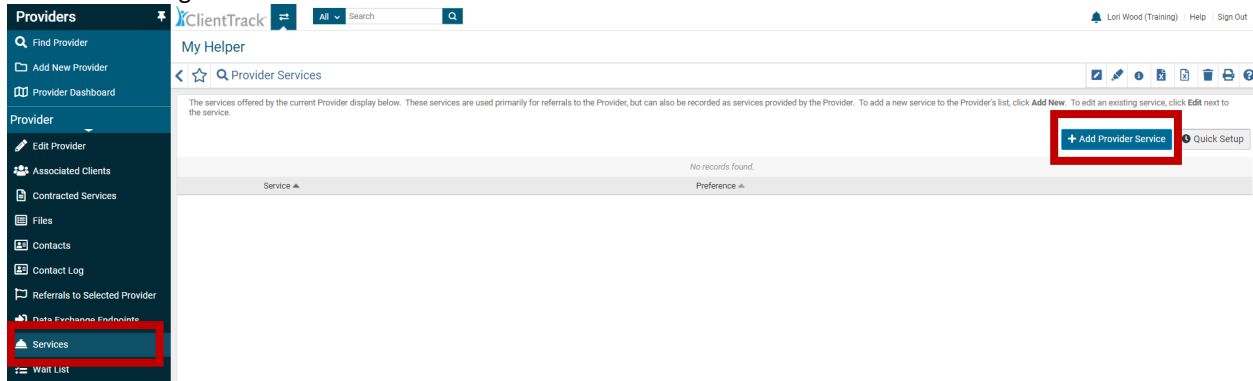 Providers
ClientTrack
All
Search
Lori Wood (Training)
Help
Sign Out
Find Provider
My Helper
Add New Provider
Provider Services
Provider Dashboard
The services offered by the current Provider display below. These services are used primarily for referrals to the Provider, but can also be recorded as services provided by the Provider. To add a new service to the Provider's list, click Add New. To edit an existing service, click Edit next to
the service.
Provider
+ Add Provider Service
Quick Setup
Edit Provider
Associated Clients
No records found.
Service
Preference
Contracted Services
Files
Contacts
Contact Log
Referrals to Selected Provider
Data Exchange Endpoints
Services
Wait List